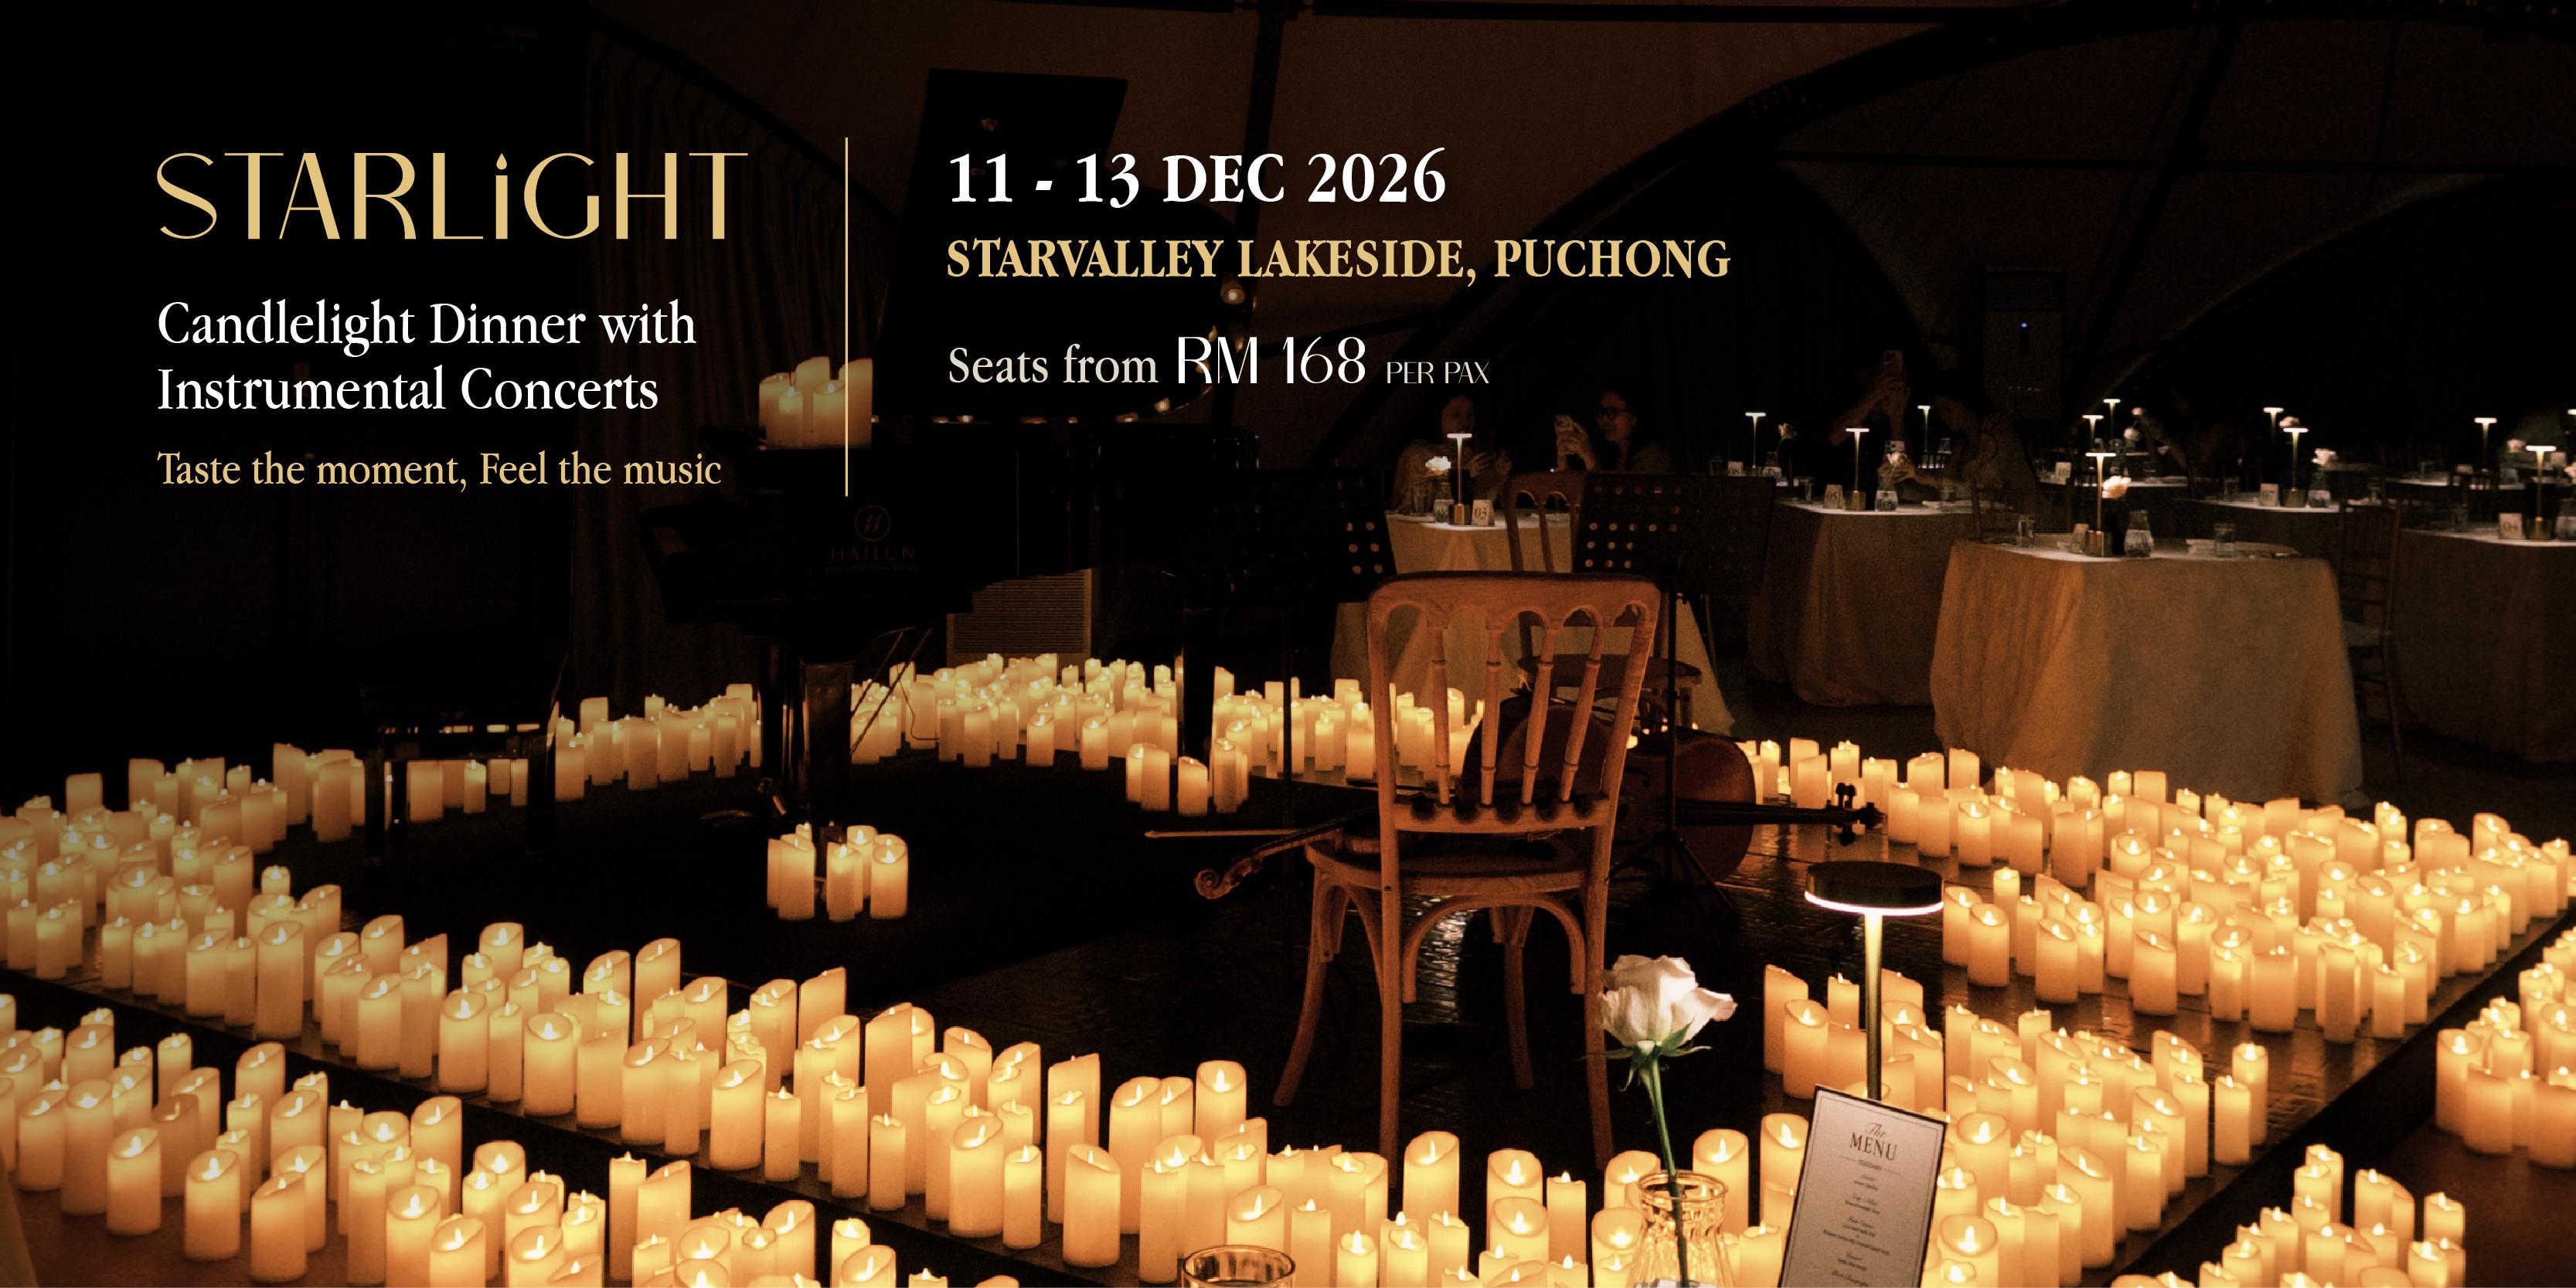 STARLiGHT
Candlelight Dinner with
Instrumental Concerts
Taste the moment, Feel the music
11 - 13 DEC 2026
STARVALLEY LAKESIDE, PUCHONG
Seats from RM 168 PER PAX
HAILUN
03
The
MENU